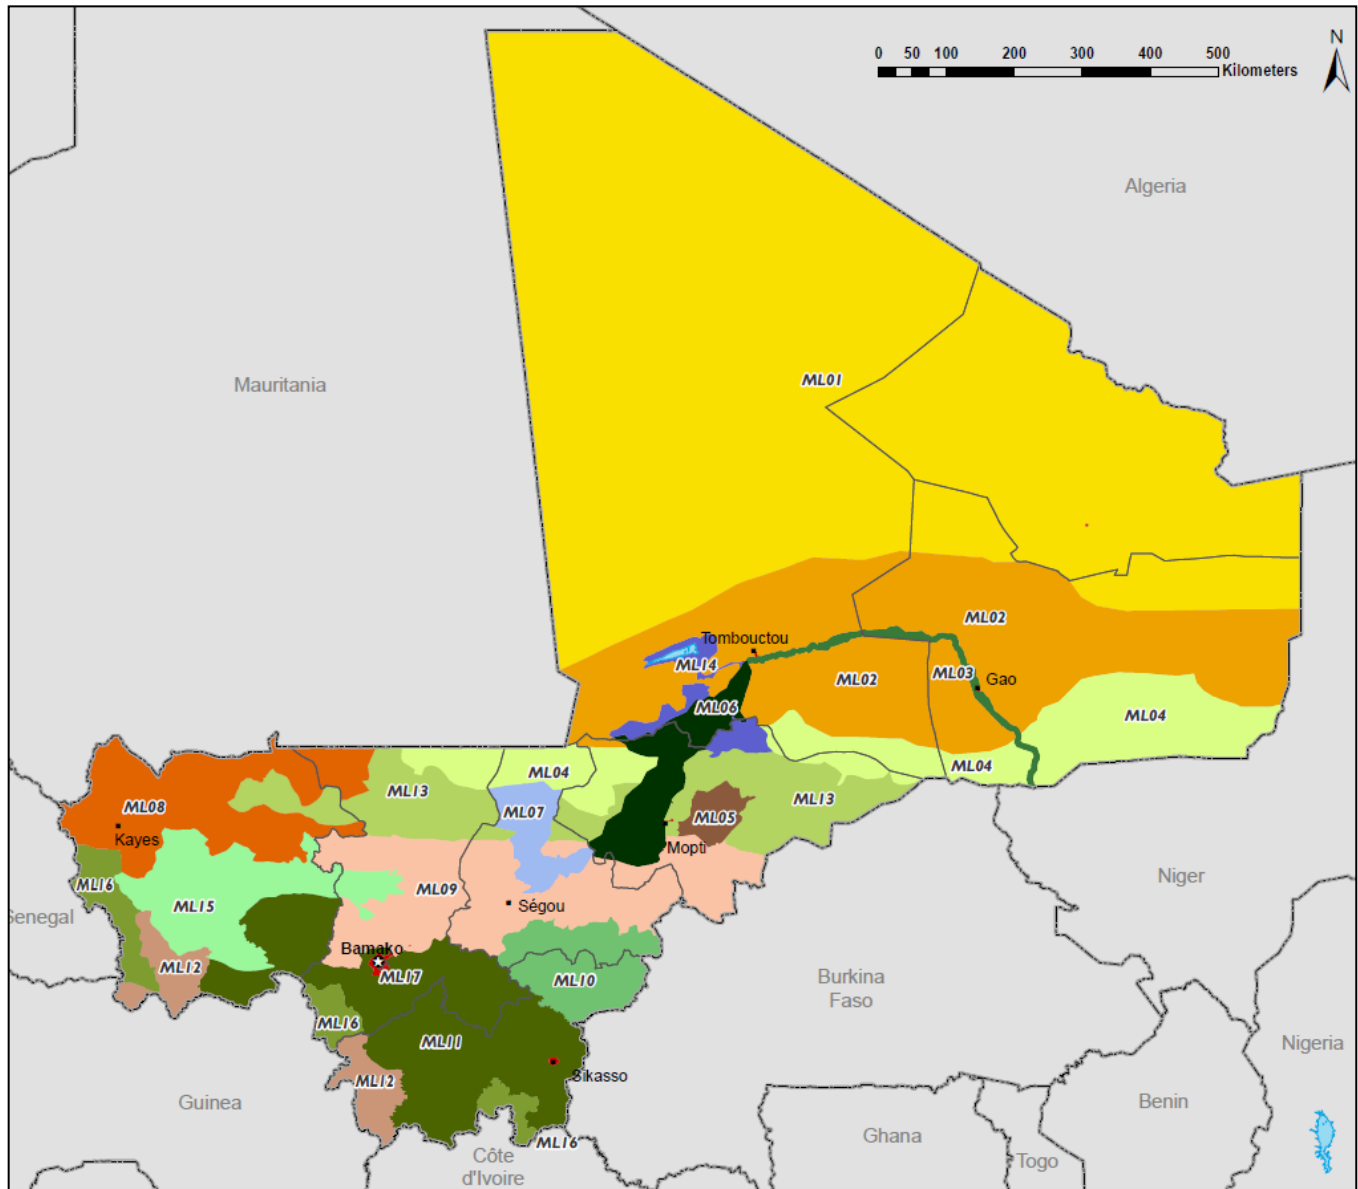 N
0 50 100 200 300 400 500
Kilometers
Algeria
Mauritania
ML01
ML02
Tombouctou
ML14
ML03
Gao
ML02
ML06
ML04
ML04
ML04
ML13
ML07
ML13
ML08
ML05
Kayes
Mopti
ML16
ML09
Niger
ML15
Ségou
Senegal
Bamako
ML12
ML17
ML10
Burkina
Faso
ML16
ML11
Nigeria
Sikasso
ML12
Guinea
Benin
Ghana
ML16
Côte
d'Ivoire
Togo